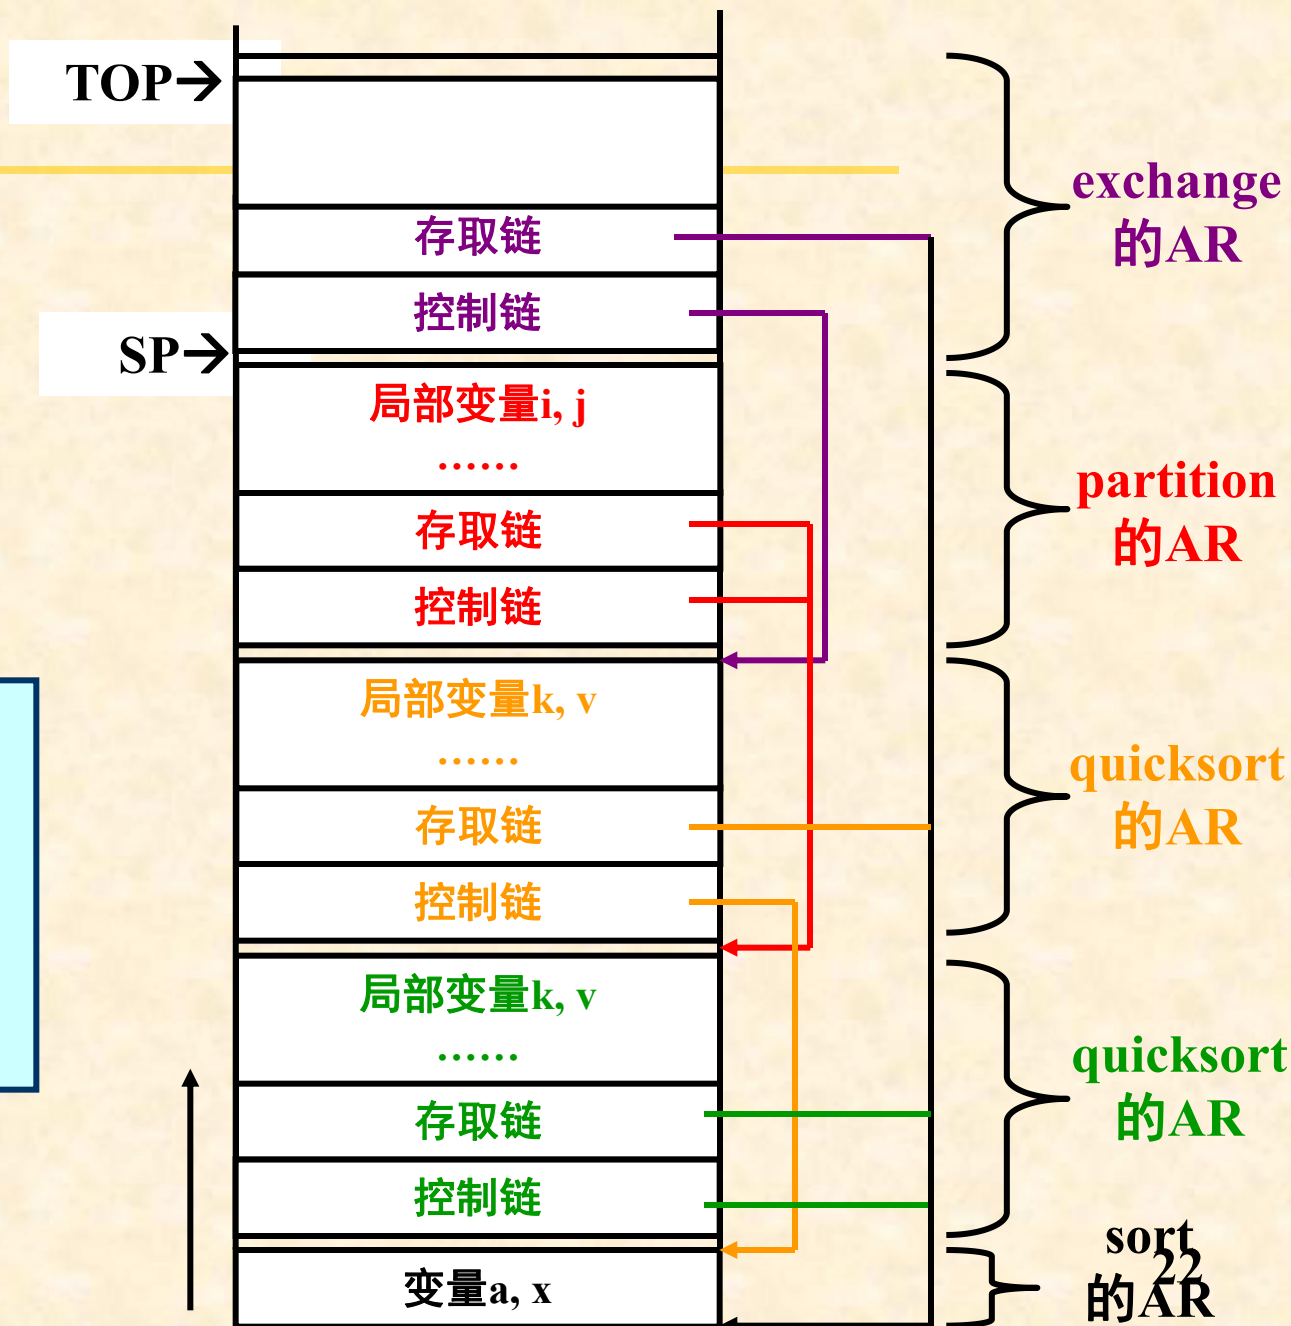 TOP→
存取链
控制链
SP→
局部变量i, j
……
存取链
控制链
局部变量k, v
……
存取链
控制链
局部变量k, v
……
存取链
控制链
变量a, x
exchange
的AR
partition
的AR
quicksort
的AR
quicksort
的AR
sort
22
的AR